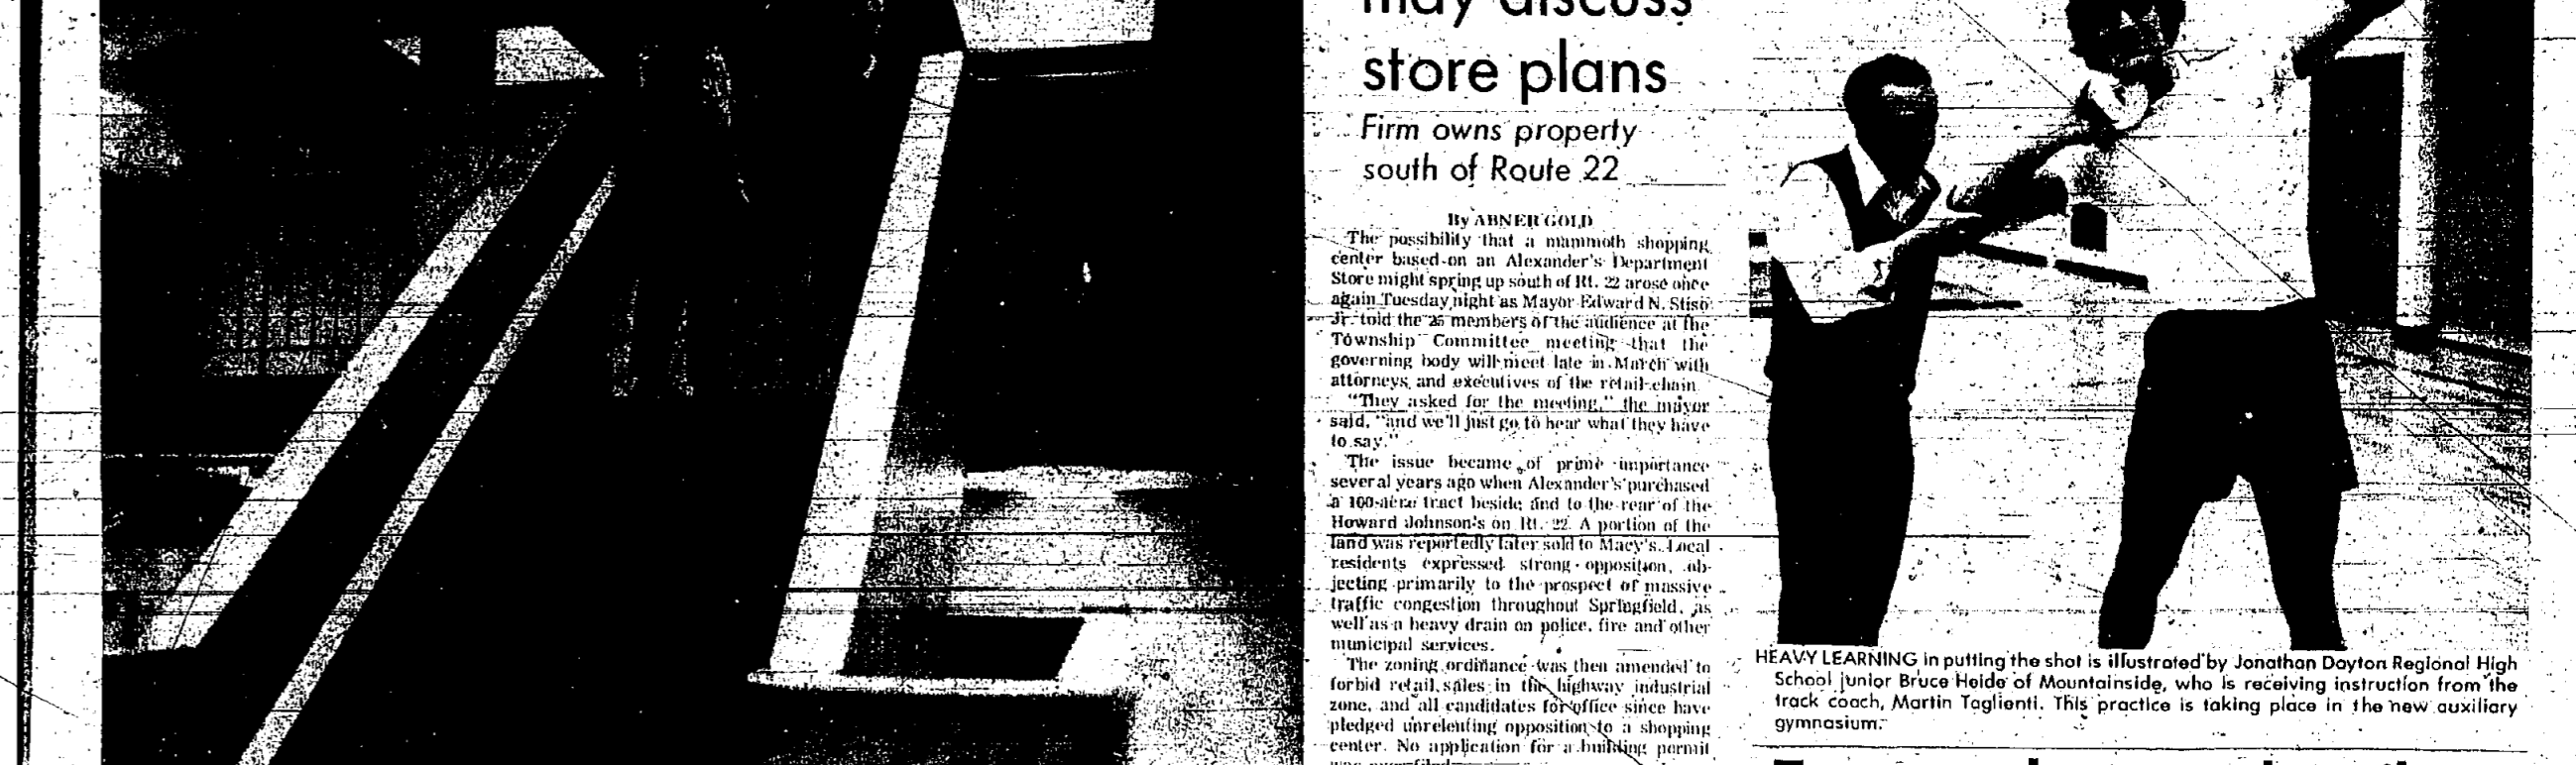 may discuss
store plans
Firm owns property
south of Route 22
By ABNER GOLD
The possibility that a mammoth shopping
center based on an Alexander's Department
Store might spring up south of Rt. 22 arose once
again Tuesday night as Mayor Edward N. Stiso
Jr. told the 25 members of the audience at the
Township Committee meeting that the
governing body will meet late in March with
attorneys and executives of the retail chain
"They asked for the meeting," the mayor
said, "and we'll just go to hear what they have
to say."
The issue became of prime importance
several years ago when Alexander's purchased
a 100-acre tract beside and to the rear of the
Howard Johnson's on Rt. 22. A portion of the
land was reportedly later sold to Macy's. Local
residents expressed strong opposition, ob-
jecting primarily to the prospect of massive
traffic congestion throughout Springfield, as
well as a heavy drain on police, fire and other
municipal services.
The zoning ordinance was then amended to
forbid retail sales in the highway industrial
zone, and all candidates for office since have
pledged unrelenting opposition to a shopping
center. No application for a building permit
HEAVY LEARNING in putting the shot is illustrated by Jonathan Dayton Regional High
School junior Bruce Heide of Mountainside, who is receiving instruction from the
track coach, Martin Taglienti. This practice is taking place in the new auxiliary
gymnasium.